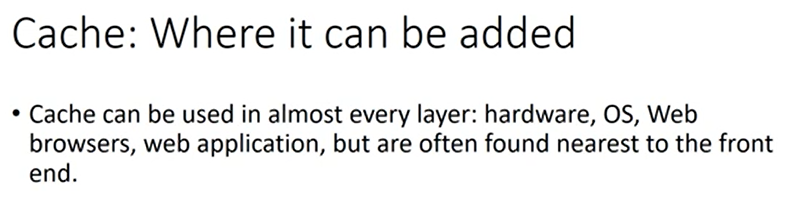 Cache: Where it can be added
• Cache can be used in almost every layer: hardware, OS, Web
browsers, web application, but are often found nearest to the front
end.